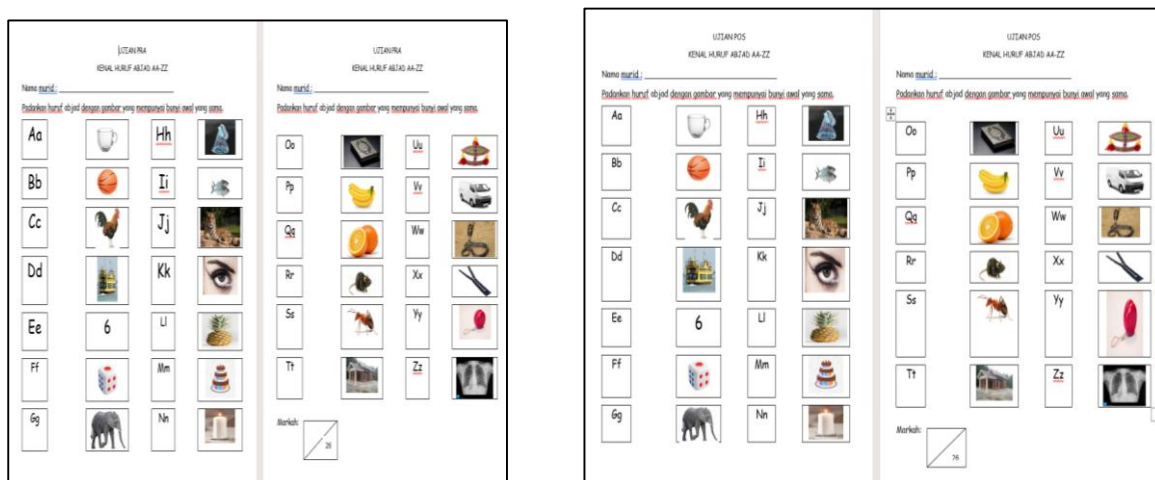 UJIAN PRA
KENAL HURUF ABJAD AA-ZZ
Nama murid :
Padankan huruf abjad dengan gambar yang mempunyai bunyi awal yang sama.
Aa Hh
Bb Ii
Cc Jj
Dd Kk
Ee 6 Ll
Ff Mm
Gg Nn
UJIAN PRA
KENAL HURUF ABJAD AA-ZZ
Nama murid :
Padankan huruf abjad dengan gambar yang mempunyai bunyi awal yang sama.
Oo Uu
Pp Vv
Qq Ww
Rr Xx
Ss Yy
Tt Zz
Markah:
26
UJIAN POS
KENAL HURUF ABJAD AA-ZZ
Nama murid :
Padankan huruf abjad dengan gambar yang mempunyai bunyi awal yang sama.
Aa Hh
Bb Ii
Cc Jj
Dd Kk
Ee 6 Ll
Ff Mm
Gg Nn
UJIAN POS
KENAL HURUF ABJAD AA-ZZ
Nama murid :
Padankan huruf abjad dengan gambar yang mempunyai bunyi awal yang sama.
Oo Uu
Pp Vv
Qq Ww
Rr Xx
Ss Yy
Tt Zz
Markah:
26